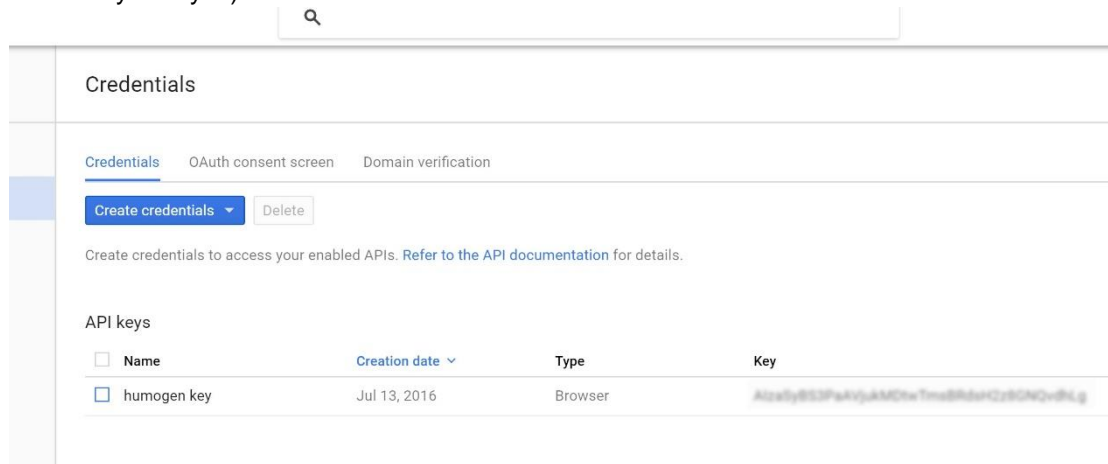 Credentials
Credentials OAuth consent screen Domain verification
Create credentials Delete
Create credentials to access your enabled APIs. Refer to the API documentation for details.
API keys
Name Creation date Type Key
humogen key Jul 13, 2016 Browser